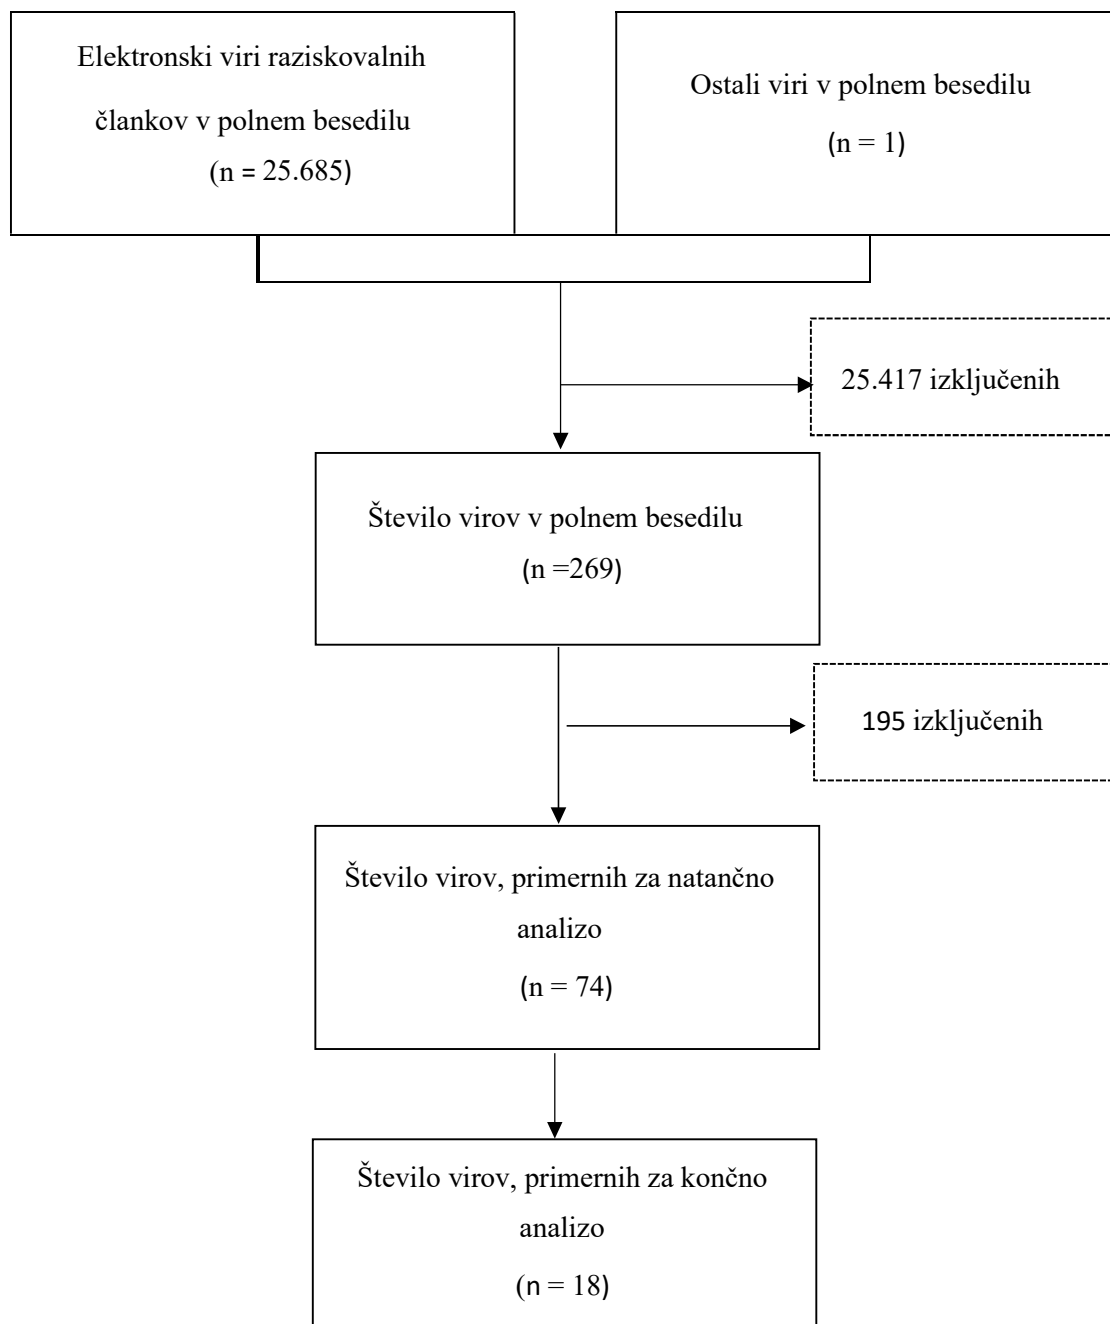 Elektronski viri raziskovalnih
člankov v polnem besedilu
(n = 25.685)
Ostali viri v polnem besedilu
(n = 1)
25.417 izključenih
Število virov v polnem besedilu
(n =269)
195 izključenih
Število virov, primernih za natančno
analizo
(n = 74)
Število virov, primernih za končno
analizo
(n = 18)